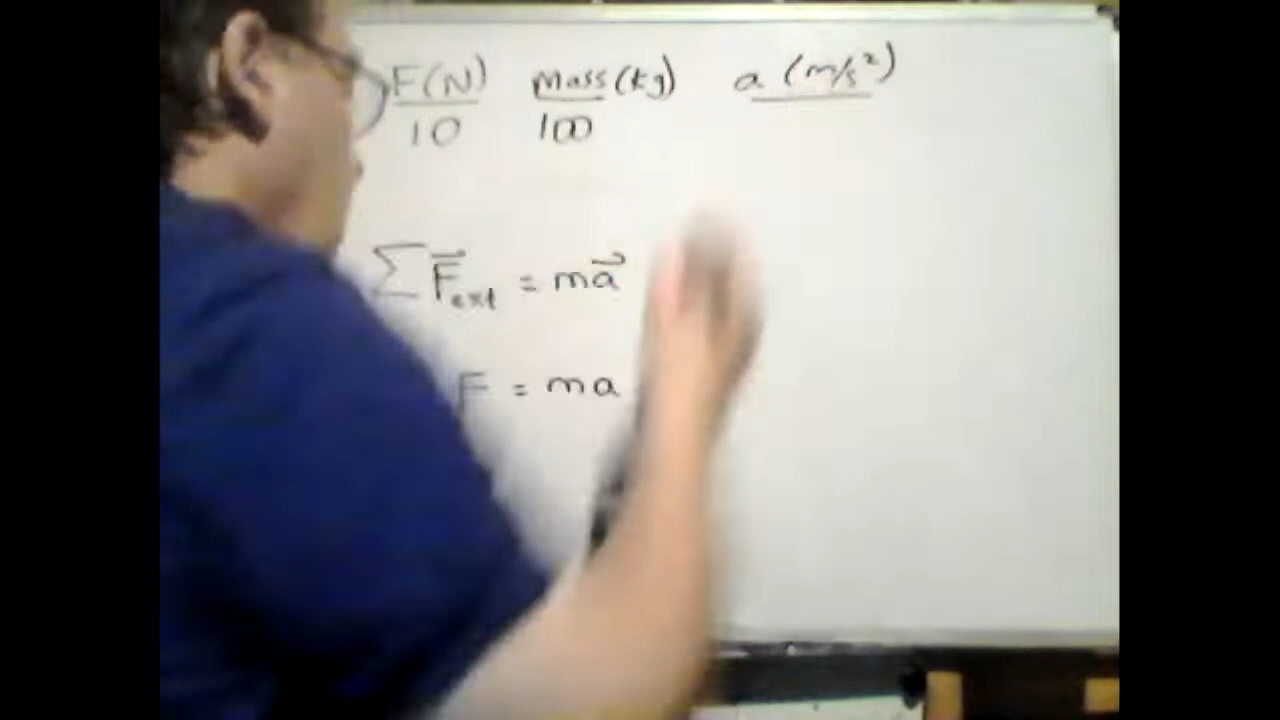 F(N) mass(kg) a (m/s²)
10 100
∑F⃗ext = ma⃗
F = ma